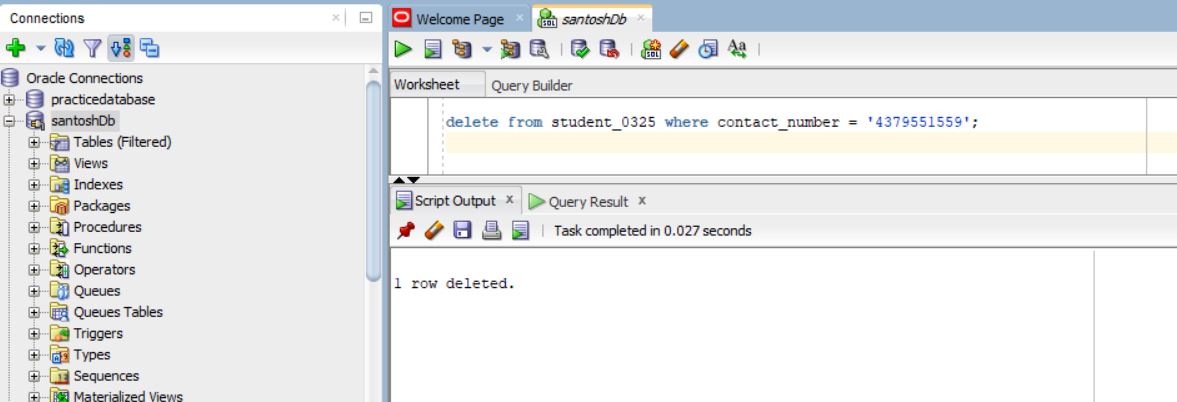 Connections
Oracle Connections
practicedatabase
santoshDb
Tables (Filtered)
Views
Indexes
Packages
Procedures
Functions
Operators
Queues
Queues Tables
Triggers
Types
Sequences
Materialized Views
Welcome Page
santoshDb
Worksheet
Query Builder
delete from student_0325 where contact_number = '4379551559';
Script Output x
Query Result x
Task completed in 0.027 seconds
1 row deleted.